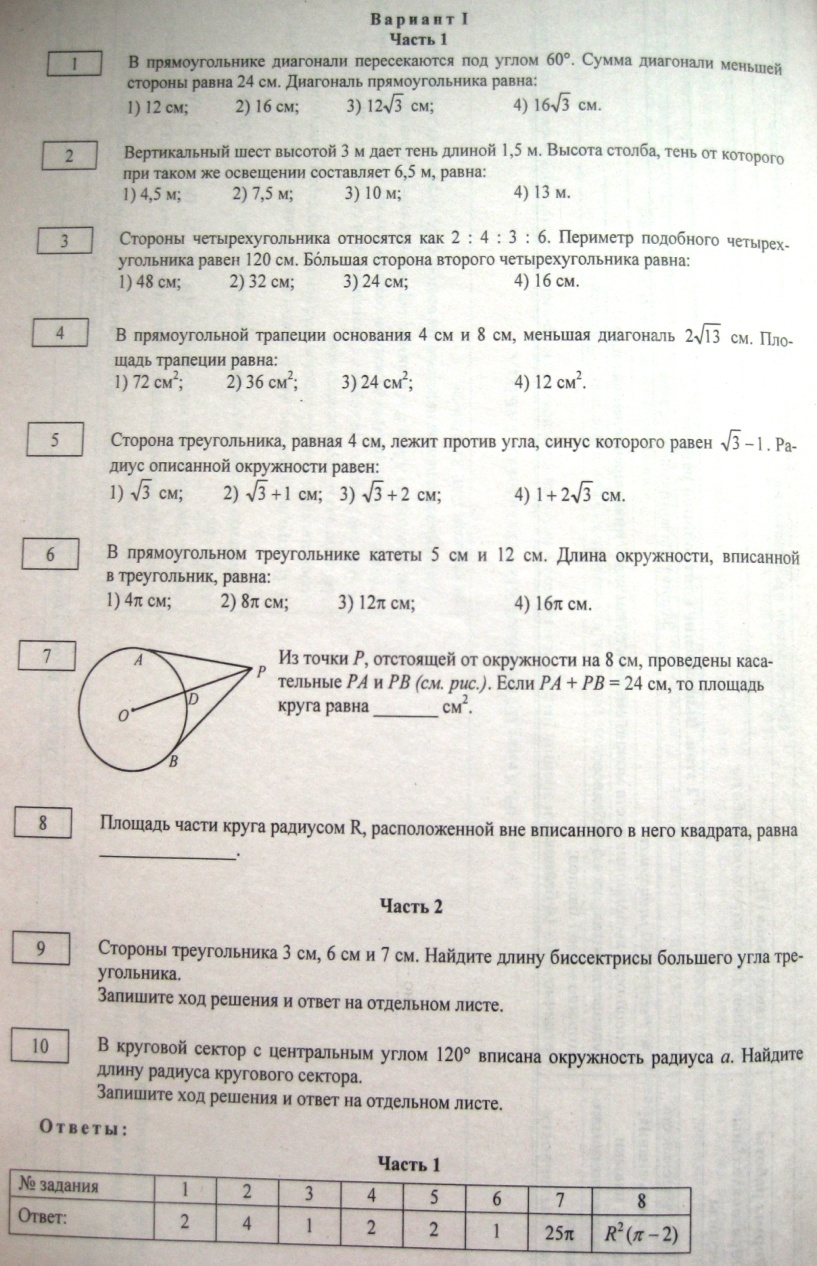 Вариант I
Часть 1
1
В прямоугольнике диагонали пересекаются под углом 60°. Сумма диагонали меньшей
стороны равна 24 см. Диагональ прямоугольника равна:
1) 12 см; 2) 16 см; 3) 12√3 см; 4) 16√3 см.
2
Вертикальный шест высотой 3 м дает тень длиной 1,5 м. Высота столба, тень от которого
при таком же освещении составляет 6,5 м, равна:
1) 4,5 м; 2) 7,5 м; 3) 10 м; 4) 13 м.
3
Стороны четырехугольника относятся как 2 : 4 : 3 : 6. Периметр подобного четырех-
угольника равен 120 см. Бо́льшая сторона второго четырехугольника равна:
1) 48 см; 2) 32 см; 3) 24 см; 4) 16 см.
4
В прямоугольной трапеции основания 4 см и 8 см, меньшая диагональ 2√13 см. Пло-
щадь трапеции равна:
1) 72 см²; 2) 36 см²; 3) 24 см²; 4) 12 см².
5
Сторона треугольника, равная 4 см, лежит против угла, синус которого равен √3 – 1. Ра-
диус описанной окружности равен:
1) √3 см; 2) √3 + 1 см; 3) √3 + 2 см; 4) 1 + 2√3 см.
6
В прямоугольном треугольнике катеты 5 см и 12 см. Длина окружности, вписанной
в треугольник, равна:
1) 4π см; 2) 8π см; 3) 12π см; 4) 16π см.
7
A
P
O
D
B
Из точки P, отстоящей от окружности на 8 см, проведены каса-
тельные PA и PB (см. рис.). Если PA + PB = 24 см, то площадь
круга равна _______ см².
8
Площадь части круга радиусом R, расположенной вне вписанного в него квадрата, равна
_______________.
Часть 2
9
Стороны треугольника 3 см, 6 см и 7 см. Найдите длину биссектрисы большего угла тре-
угольника.
Запишите ход решения и ответ на отдельном листе.
10
В круговой сектор с центральным углом 120° вписана окружность радиуса a. Найдите
длину радиуса кругового сектора.
Запишите ход решения и ответ на отдельном листе.
Ответы:
Часть 1
№ задания 1 2 3 4 5 6 7 8
Ответ: 2 4 1 2 2 1 25π R²(π – 2)